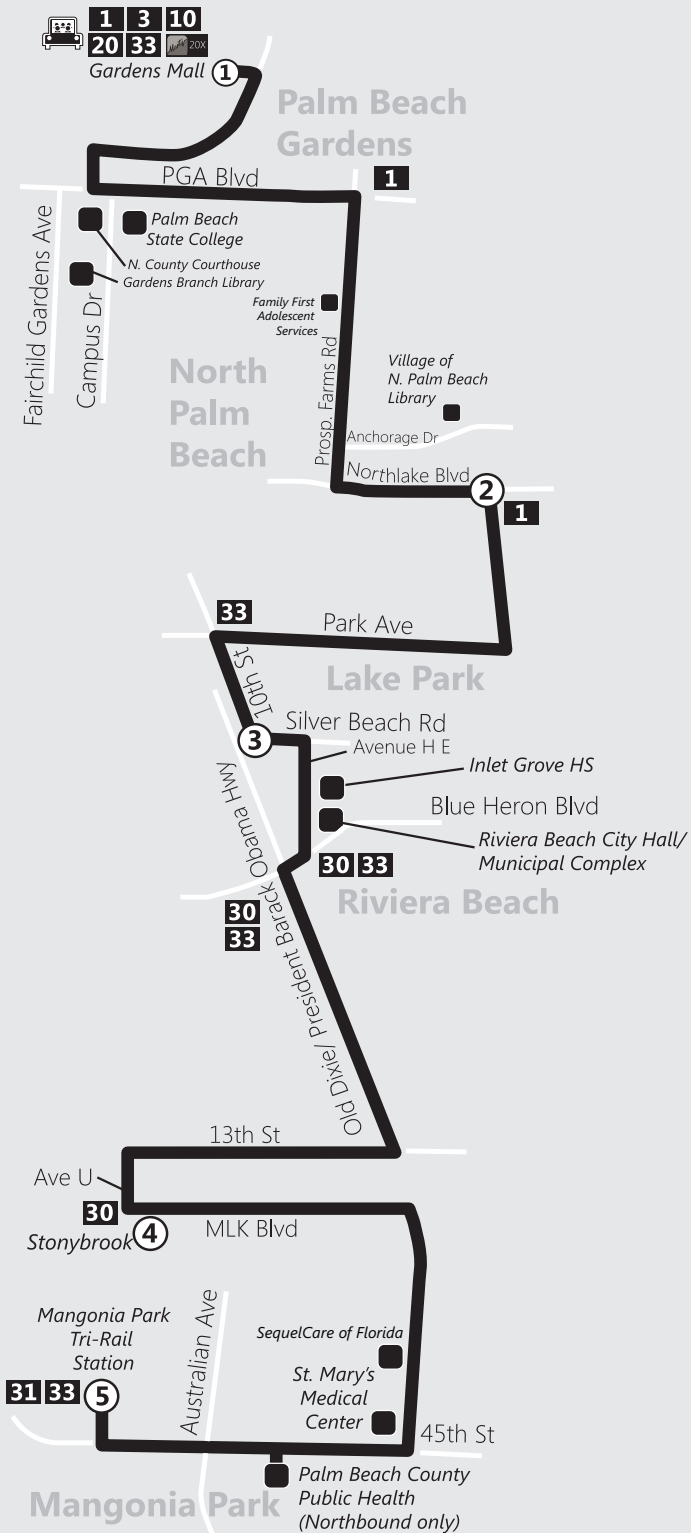 1 3 10
20 33 20X
Gardens Mall 1
Palm Beach
Gardens
PGA Blvd
1
Fairchild Gardens Ave
Campus Dr
Palm Beach
State College
N. County Courthouse
Gardens Branch Library
Family First
Adolescent
Services
Prosp. Farms Rd
North
Palm
Beach
Village of
N. Palm Beach
Library
Anchorage Dr
Northlake Blvd
2
1
33
Park Ave
Lake Park
10th St
3
Silver Beach Rd
Avenue H E
Inlet Grove HS
Blue Heron Blvd
Riviera Beach City Hall/
Municipal Complex
30 33
Riviera Beach
30
33
Old Dixie/ President Barack Obama Hwy
13th St
Ave U
30
Stonybrook 4
MLK Blvd
Mangonia Park
Tri-Rail
Station
31 33 5
Australian Ave
SequelCare of Florida
St. Mary's
Medical
Center
45th St
Palm Beach County
Public Health
(Northbound only)
Mangonia Park